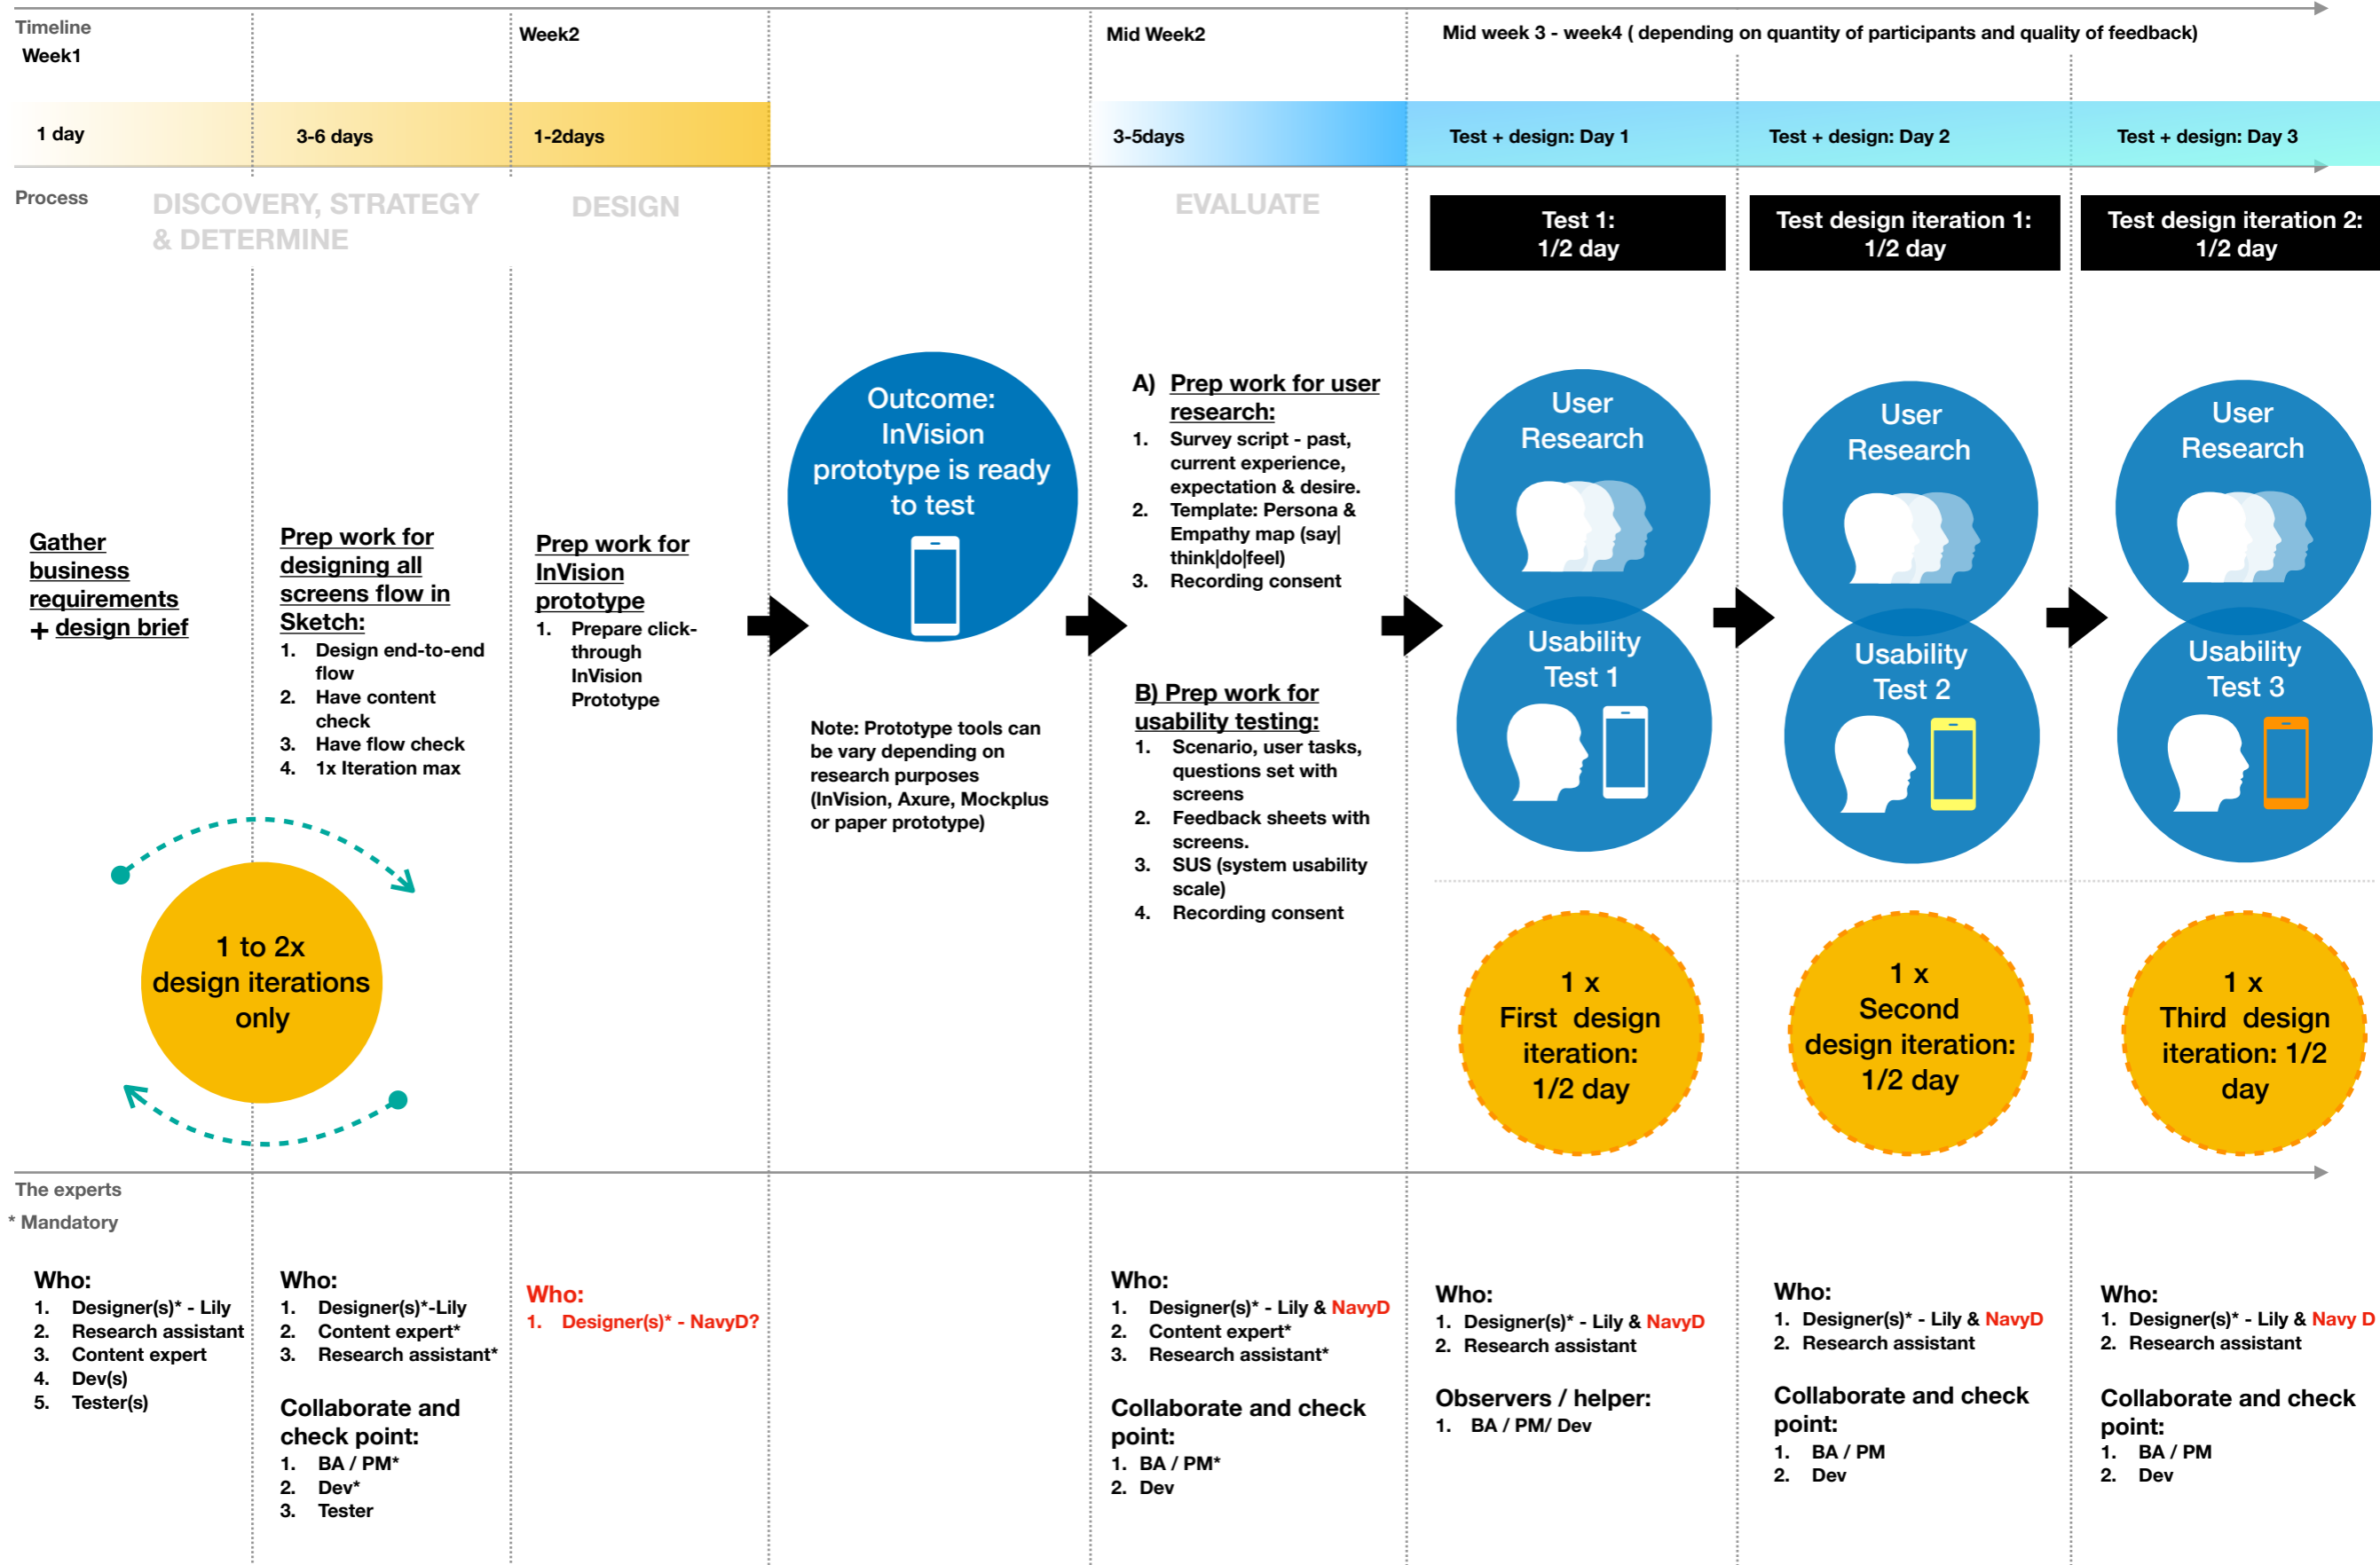 Timeline
Week1
Week2
Mid Week2
Mid week 3 - week4 ( depending on quantity of participants and quality of feedback)
1 day
3-6 days
1-2days
3-5days
Test + design: Day 1
Test + design: Day 2
Test + design: Day 3
Process
DISCOVERY, STRATEGY
& DETERMINE
DESIGN
EVALUATE
Test 1:
1/2 day
Test design iteration 1:
1/2 day
Test design iteration 2:
1/2 day
Gather
business
requirements
+ design brief
Prep work for
designing all
screens flow in
Sketch:
1. Design end-to-end
flow
2. Have content
check
3. Have flow check
4. 1x Iteration max
1 to 2x
design iterations
only
Prep work for
InVision
prototype
1. Prepare click-
through
InVision
Prototype
Outcome:
InVision
prototype is ready
to test
Note: Prototype tools can
be vary depending on
research purposes
(InVision, Axure, Mockplus
or paper prototype)
A) Prep work for user
research:
1. Survey script - past,
current experience,
expectation & desire.
2. Template: Persona &
Empathy map (say|
think|do|feel)
3. Recording consent
B) Prep work for
usability testing:
1. Scenario, user tasks,
questions set with
screens
2. Feedback sheets with
screens.
3. SUS (system usability
scale)
4. Recording consent
User
Research
Usability
Test 1
1 x
First design
iteration:
1/2 day
User
Research
Usability
Test 2
1 x
Second
design iteration:
1/2 day
User
Research
Usability
Test 3
1 x
Third design
iteration: 1/2
day
The experts
* Mandatory
Who:
1. Designer(s)* - Lily
2. Research assistant
3. Content expert
4. Dev(s)
5. Tester(s)
Who:
1. Designer(s)*-Lily
2. Content expert*
3. Research assistant*
Collaborate and
check point:
1. BA / PM*
2. Dev*
3. Tester
Who:
1. Designer(s)* - NavyD?
Who:
1. Designer(s)* - Lily & NavyD
2. Content expert*
3. Research assistant*
Collaborate and check
point:
1. BA / PM*
2. Dev
Who:
1. Designer(s)* - Lily & NavyD
2. Research assistant
Observers / helper:
1. BA / PM/ Dev
Who:
1. Designer(s)* - Lily & NavyD
2. Research assistant
Collaborate and check
point:
1. BA / PM
2. Dev
Who:
1. Designer(s)* - Lily & Navy D
2. Research assistant
Collaborate and check
point:
1. BA / PM
2. Dev